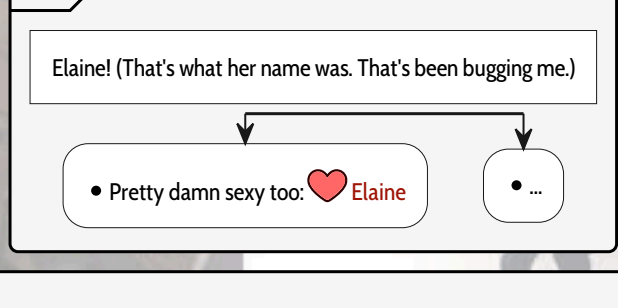 Elaine! (That's what her name was. That's been bugging me.)
• Pretty damn sexy too: ❤ Elaine
• ...